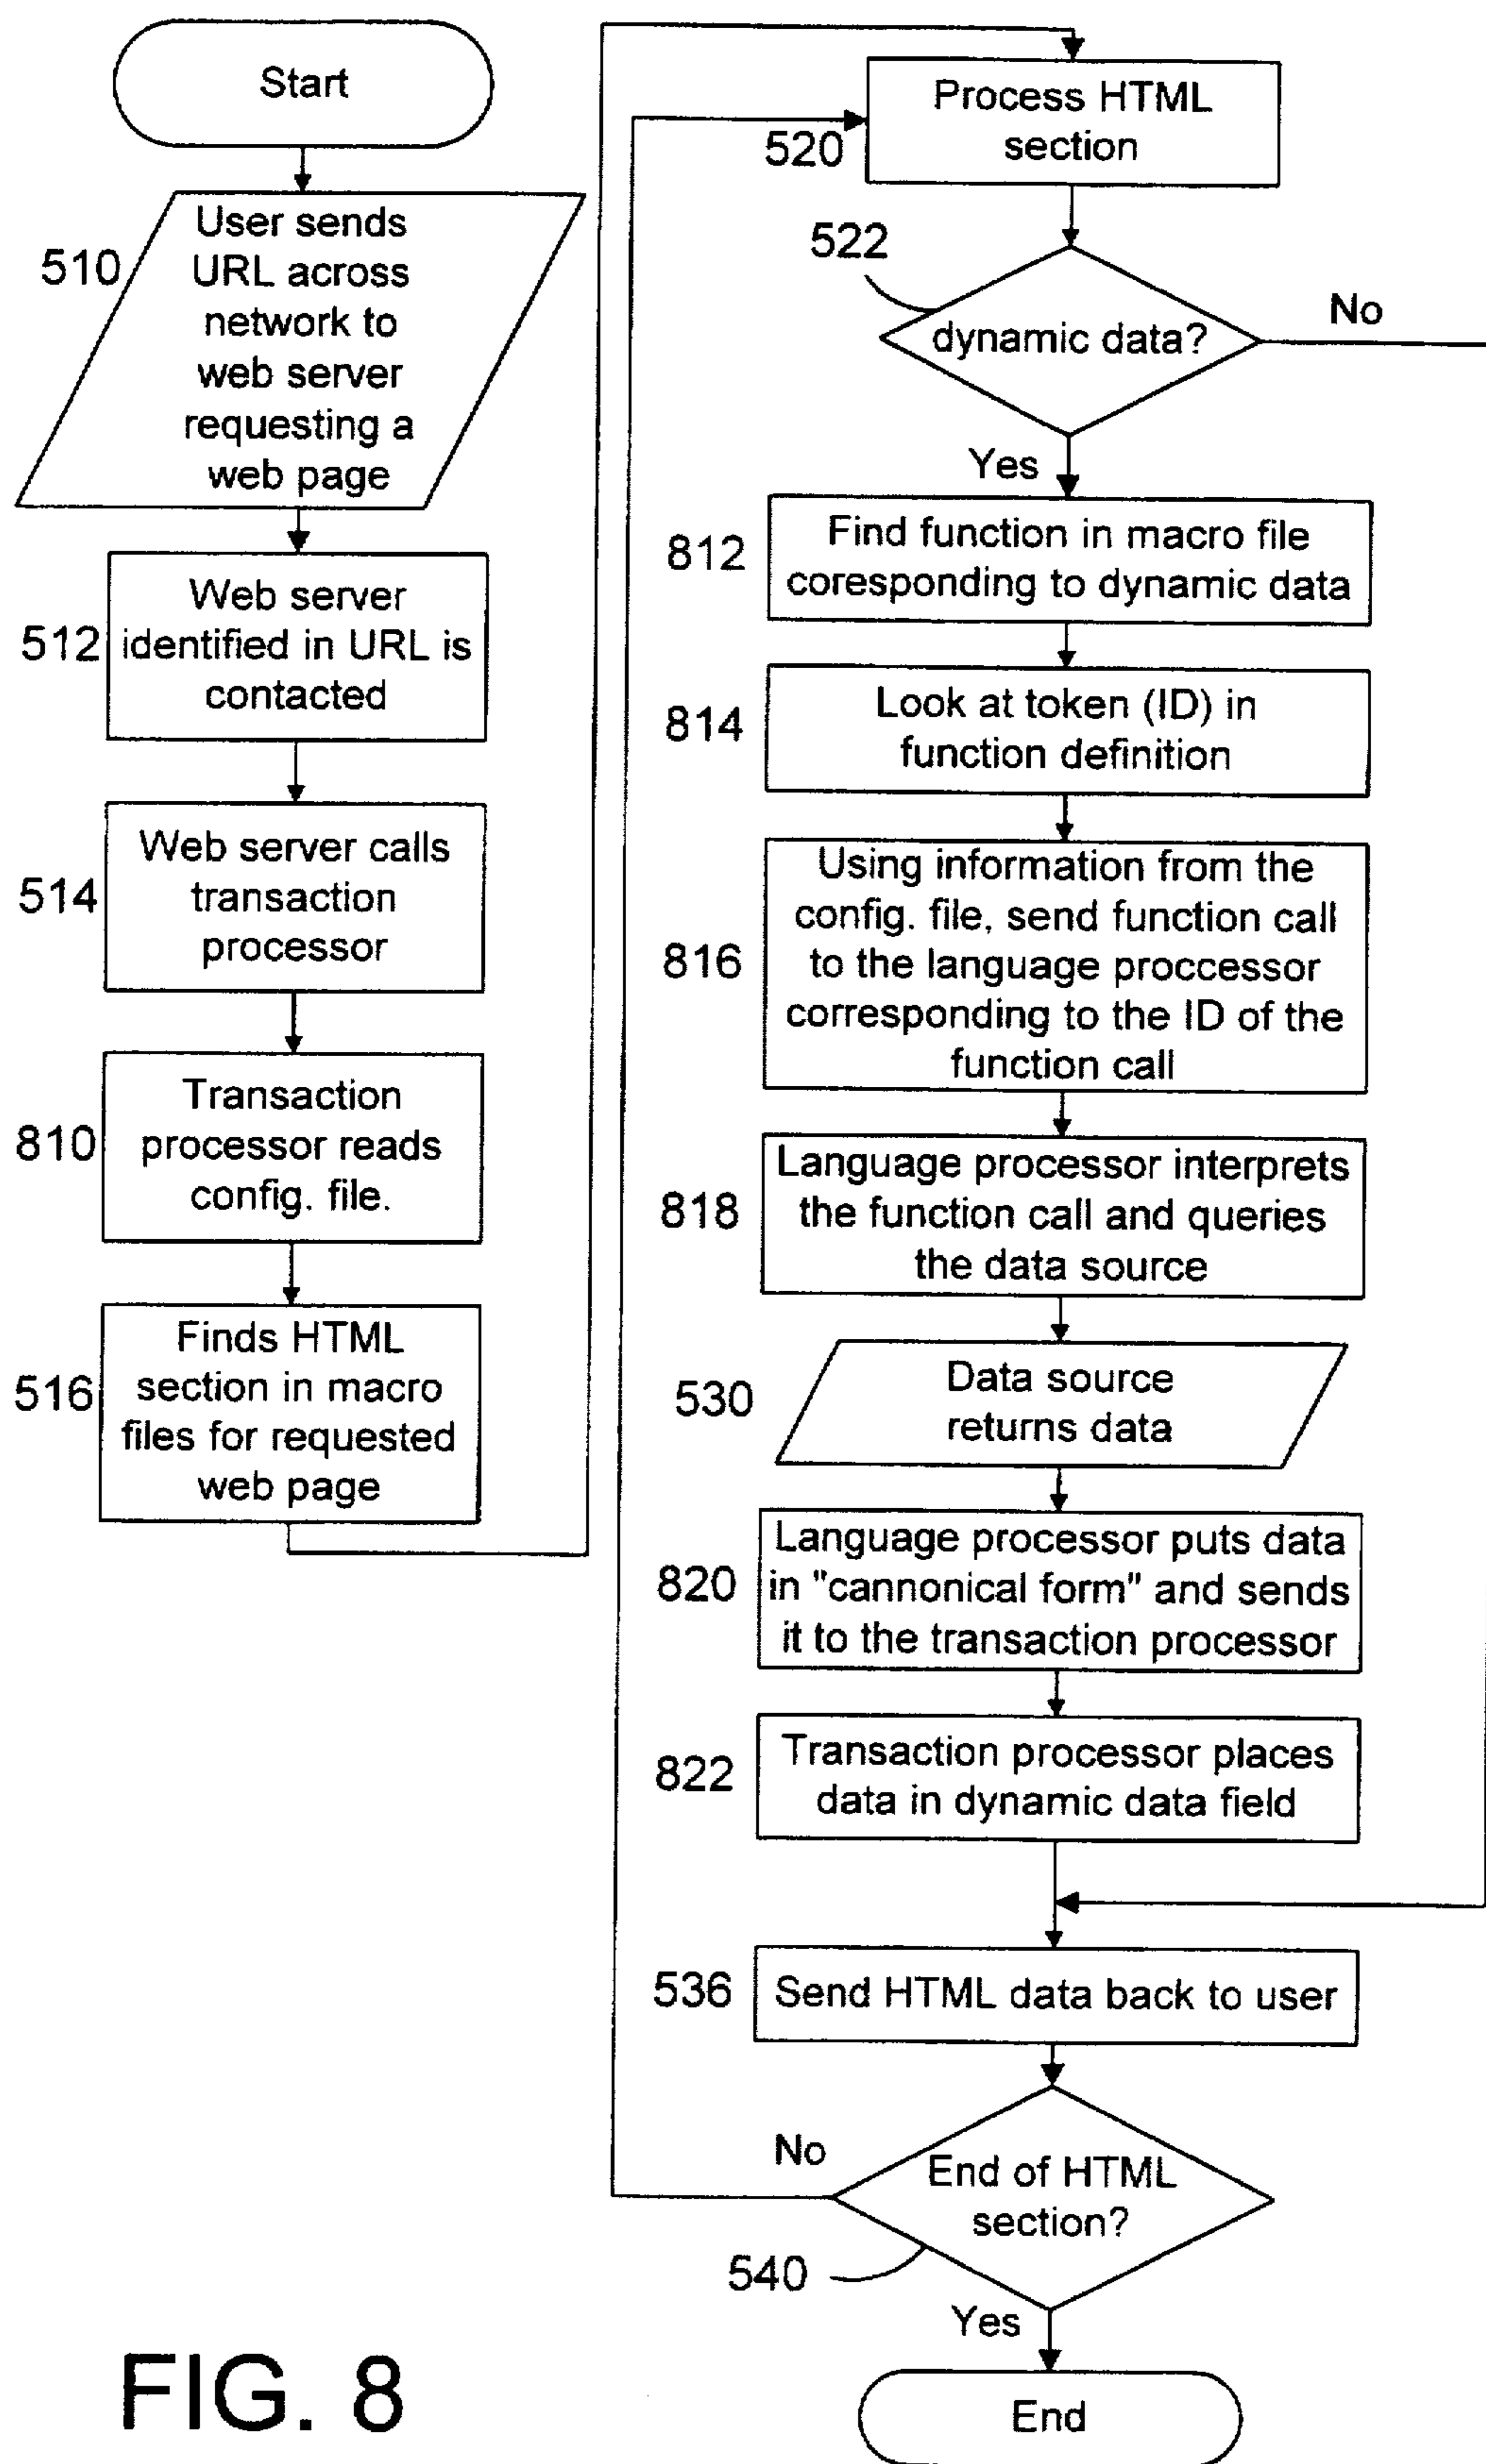 Start
510
User sends
URL across
network to
web server
requesting a
web page
512
Web server
identified in URL is
contacted
514
Web server calls
transaction
processor
810
Transaction
processor reads
config. file.
516
Finds HTML
section in macro
files for requested
web page
520
Process HTML
section
522
dynamic data?
No
Yes
812
Find function in macro file
coresponding to dynamic data
814
Look at token (ID) in
function definition
816
Using information from the
config. file, send function call
to the language proccessor
corresponding to the ID of the
function call
818
Language processor interprets
the function call and queries
the data source
530
Data source
returns data
820
Language processor puts data
in "cannonical form" and sends
it to the transaction processor
822
Transaction processor places
data in dynamic data field
536
Send HTML data back to user
No
End of HTML
section?
540
Yes
End
FIG. 8